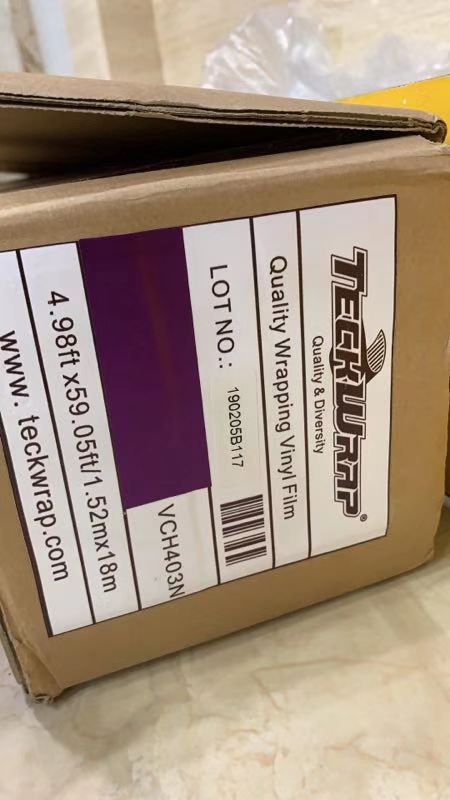 TECKWRAP®
Quality & Diversity
Quality Wrapping Vinyl Film
LOT NO.: 190205B117
VCH403N
4.98ft x59.05ft/1.52mx18m
www. teckwrap.com